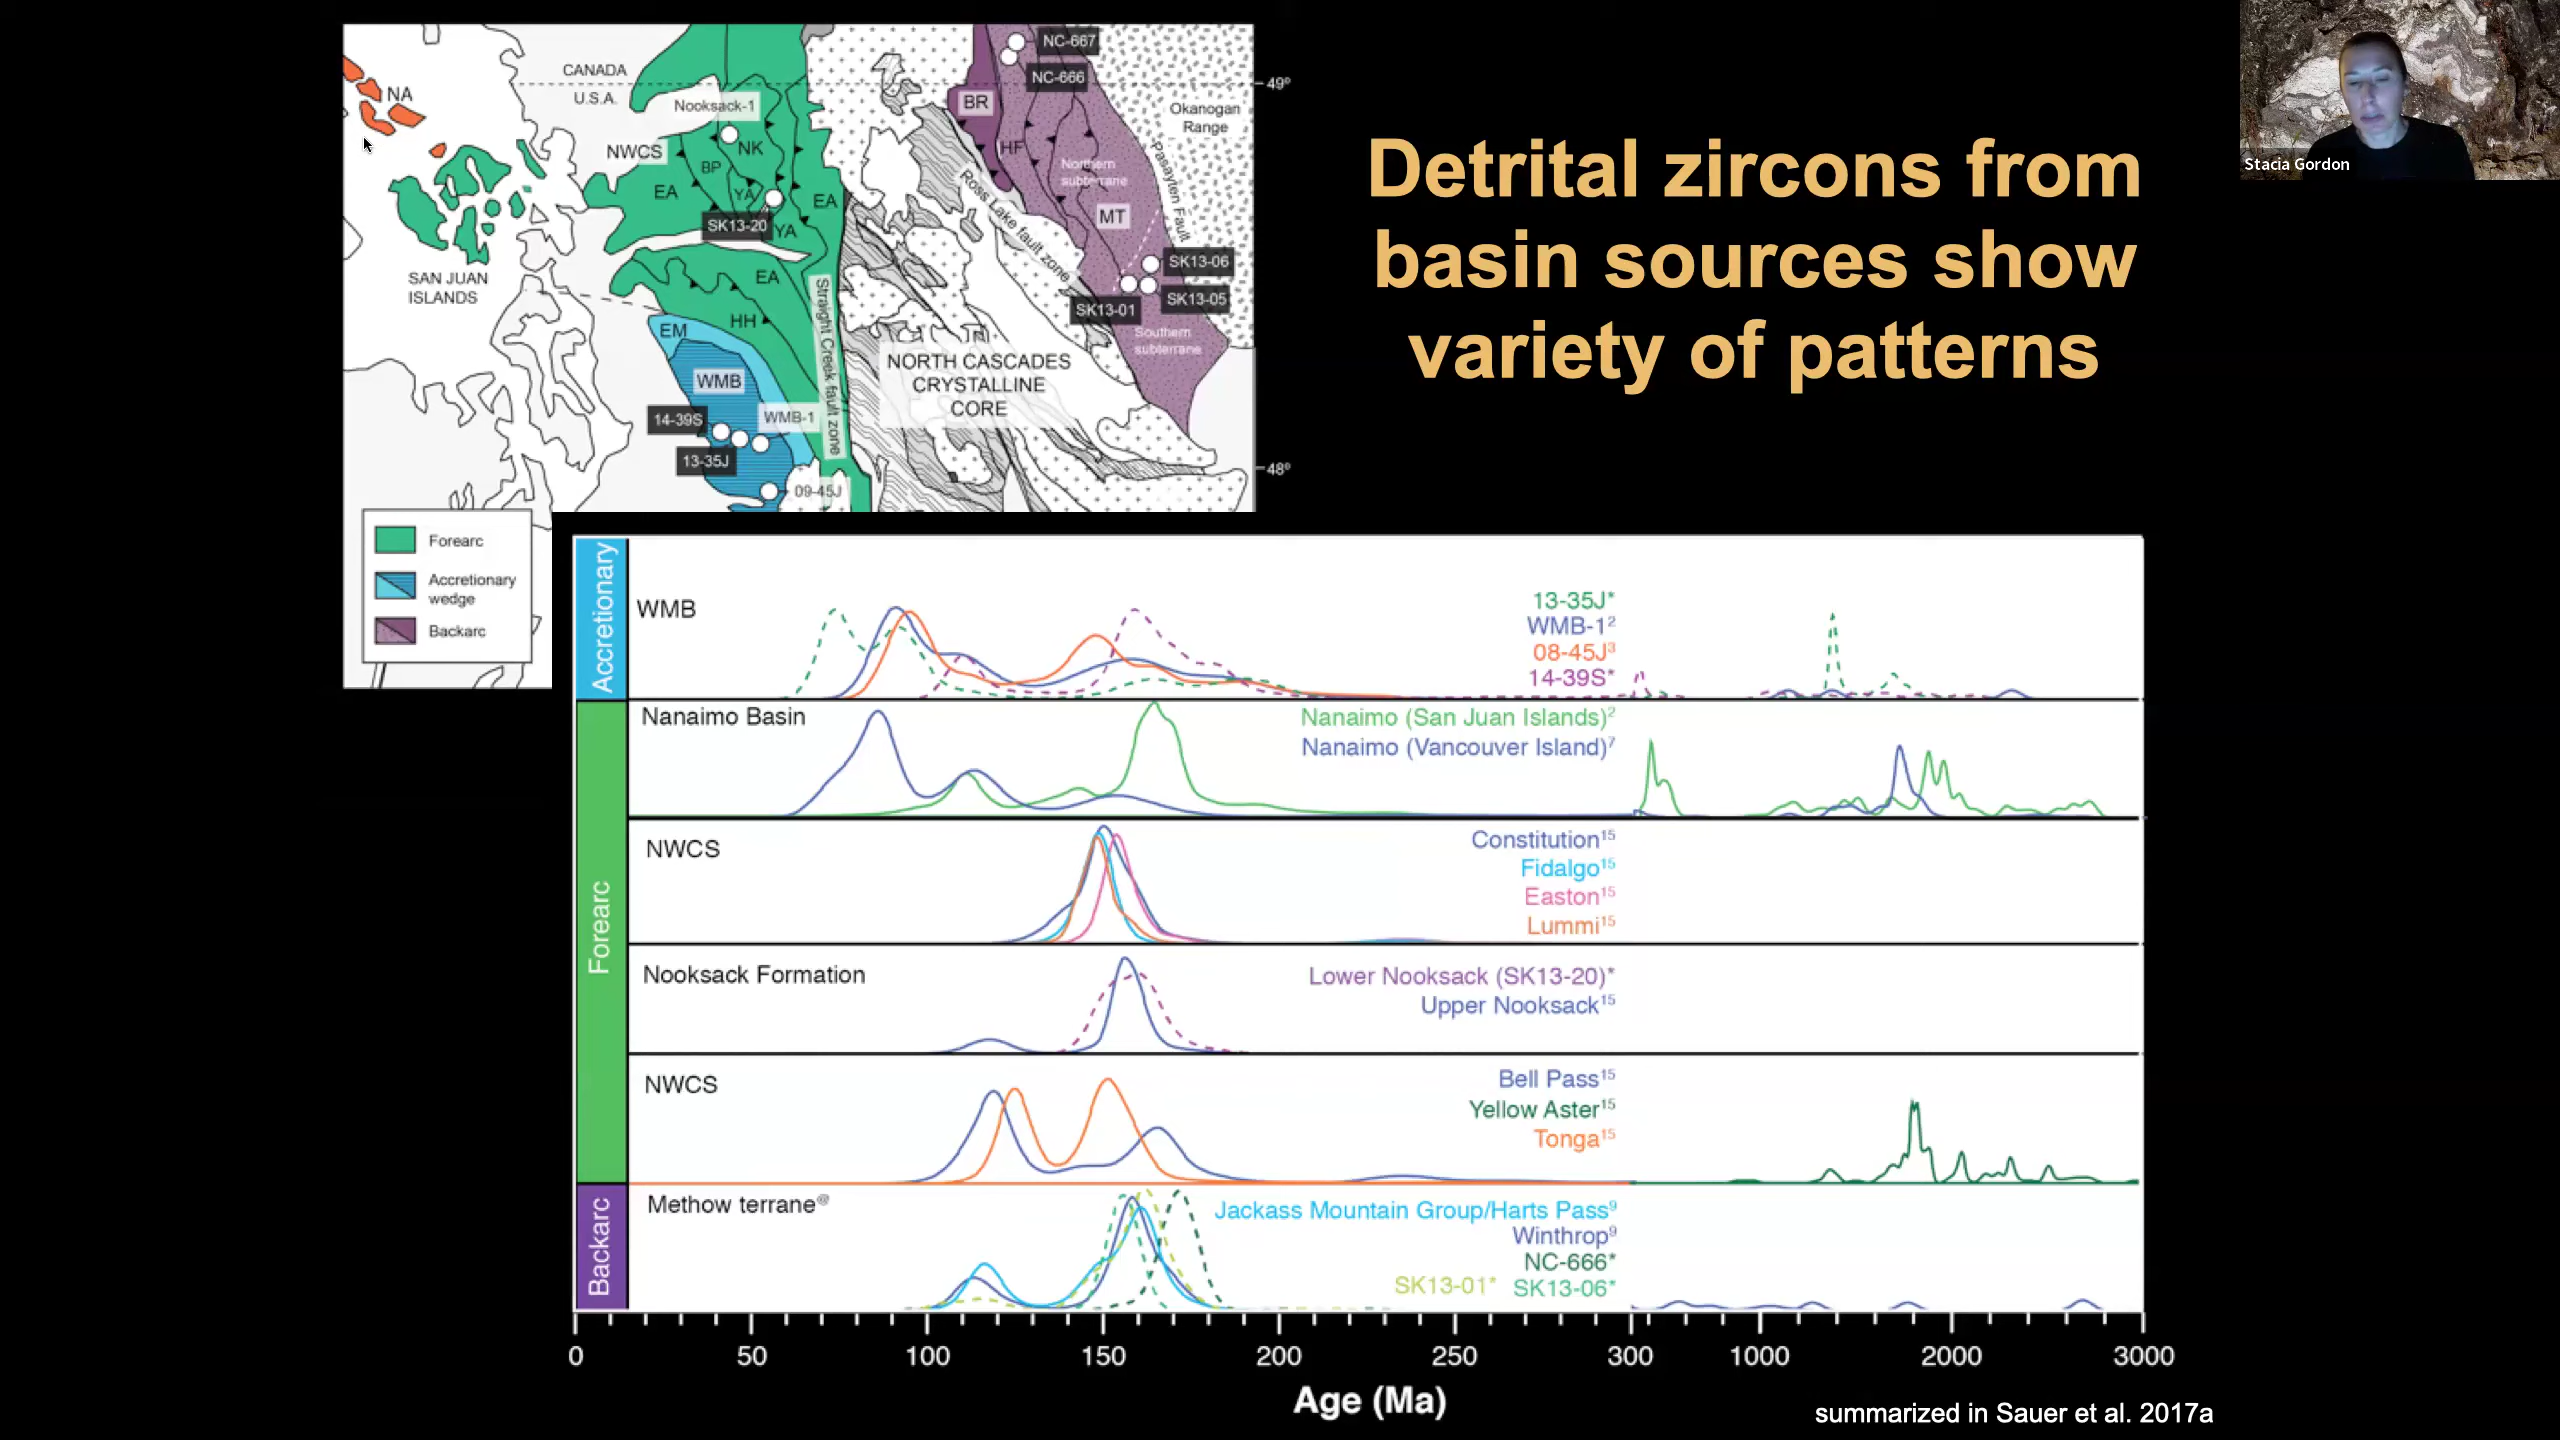 Detrital zircons from
basin sources show
variety of patterns
Stacia Gordon
CANADA
U.S.A.
NA
Nooksack-1
NWCS
NK
BP
EA
YA
EA
SK13-20
YA
EA
HH
EM
WMB
WMB-1
14-39S
13-35J
09-45J
SAN JUAN
ISLANDS
Straight Creek fault zone
NORTH CASCADES
CRYSTALLINE
CORE
Ross Lake fault zone
NC-667
NC-666
BR
HF
Northern
subterrane
MT
Pasayten Fault
Okanogan
Range
SK13-06
SK13-05
SK13-01
Southern
subterrane
49º
48º
Forearc
Accretionary
wedge
Backarc
Accretionary
WMB
13-35J*
WMB-1²
08-45J³
14-39S*
Forearc
Nanaimo Basin
Nanaimo (San Juan Islands)²
Nanaimo (Vancouver Island)⁷
NWCS
Constitution¹⁵
Fidalgo¹⁵
Easton¹⁵
Lummi¹⁵
Nooksack Formation
Lower Nooksack (SK13-20)*
Upper Nooksack¹⁵
NWCS
Bell Pass¹⁵
Yellow Aster¹⁵
Tonga¹⁵
Backarc
Methow terrane@
Jackass Mountain Group/Harts Pass⁹
Winthrop⁹
NC-666*
SK13-01* SK13-06*
0 50 100 150 200 250 300 1000 2000 3000
Age (Ma)
summarized in Sauer et al. 2017a